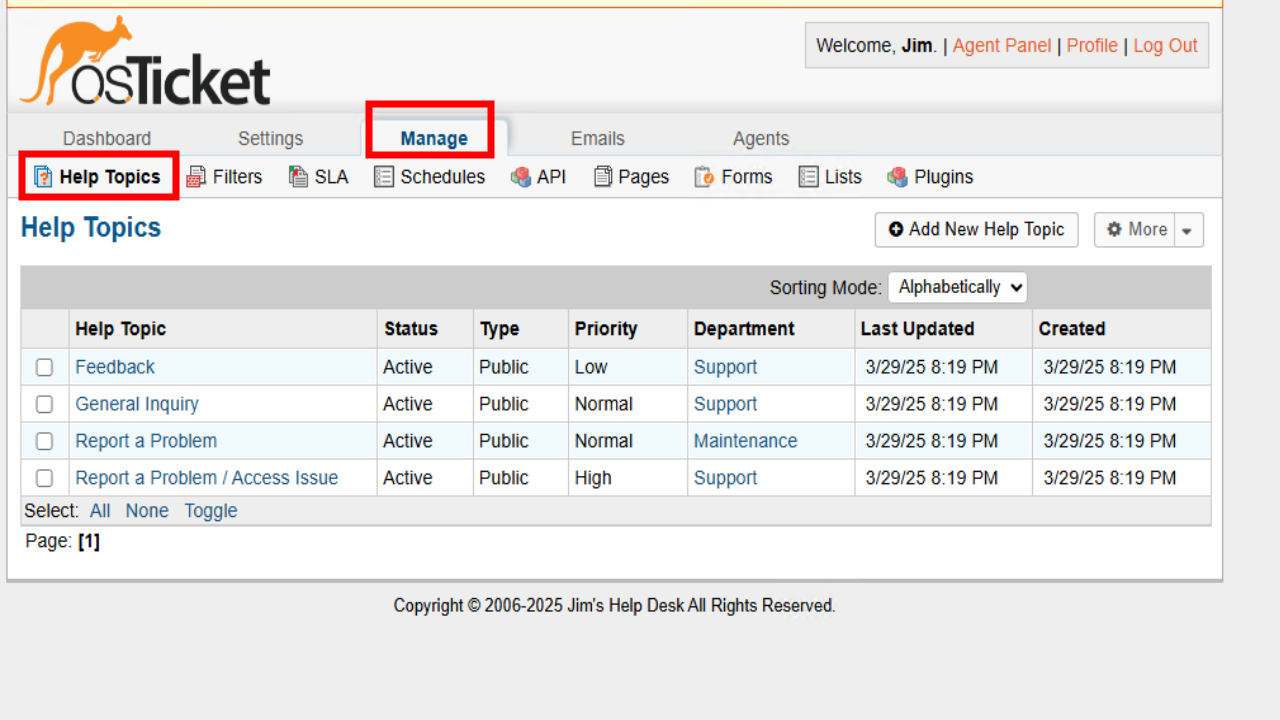 osTicket
Welcome, Jim. | Agent Panel | Profile | Log Out
Dashboard Settings Manage Emails Agents
Help Topics Filters SLA Schedules API Pages Forms Lists Plugins
Help Topics Add New Help Topic More
Sorting Mode: Alphabetically
Help Topic Status Type Priority Department Last Updated Created
Feedback Active Public Low Support 3/29/25 8:19 PM 3/29/25 8:19 PM
General Inquiry Active Public Normal Support 3/29/25 8:19 PM 3/29/25 8:19 PM
Report a Problem Active Public Normal Maintenance 3/29/25 8:19 PM 3/29/25 8:19 PM
Report a Problem / Access Issue Active Public High Support 3/29/25 8:19 PM 3/29/25 8:19 PM
Select: All None Toggle
Page: [1]
Copyright © 2006-2025 Jim's Help Desk All Rights Reserved.